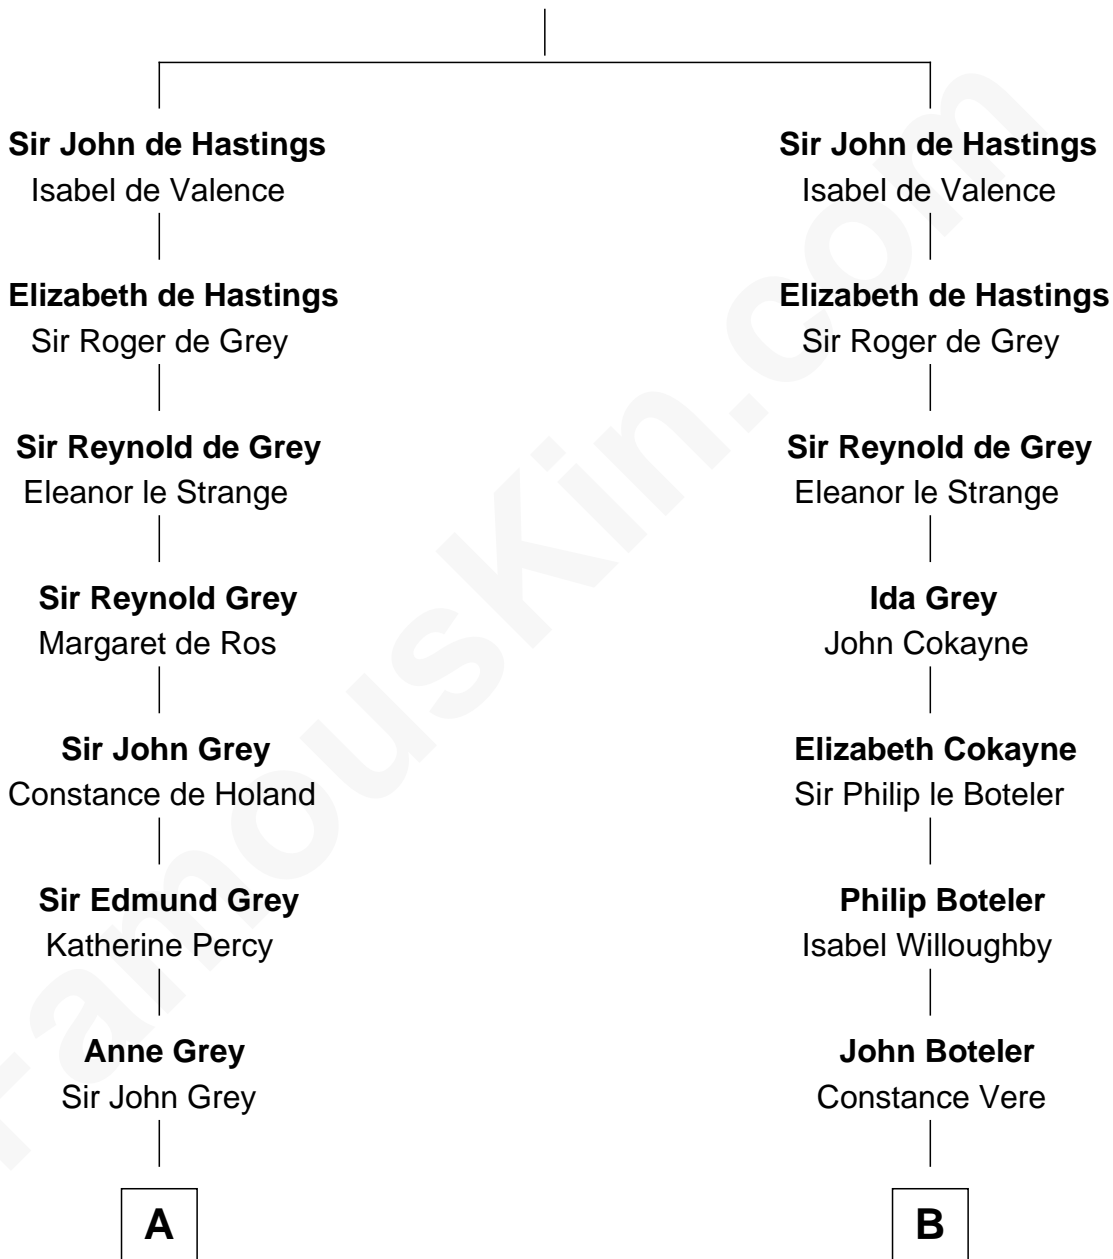 Sir John de Hastings
Isabel de Valence
Elizabeth de Hastings
Sir Roger de Grey
Sir Reynold de Grey
Eleanor le Strange
Sir Reynold Grey
Margaret de Ros
Sir John Grey
Constance de Holand
Sir Edmund Grey
Katherine Percy
Anne Grey
Sir John Grey
A
Sir John de Hastings
Isabel de Valence
Elizabeth de Hastings
Sir Roger de Grey
Sir Reynold de Grey
Eleanor le Strange
Ida Grey
John Cokayne
Elizabeth Cokayne
Sir Philip le Boteler
Philip Boteler
Isabel Willoughby
John Boteler
Constance Vere
B
FamousKin.com